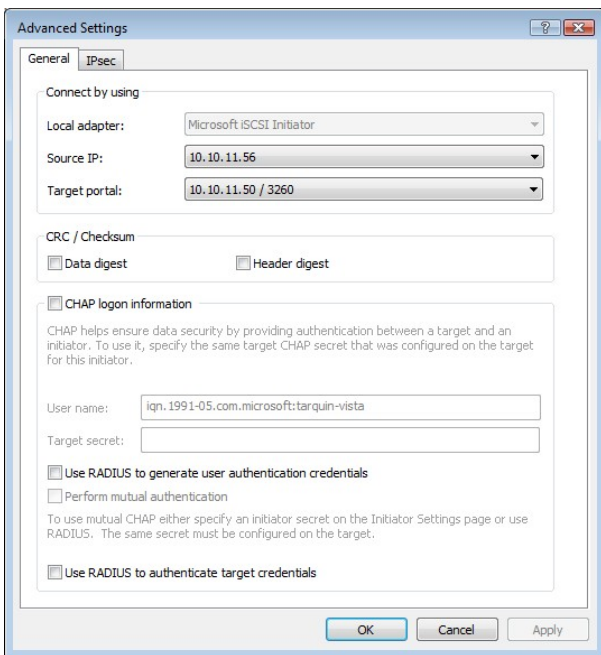 Advanced Settings
General
IPsec
Connect by using
Local adapter:
Microsoft iSCSI Initiator
Source IP:
10.10.11.56
Target portal:
10.10.11.50 / 3260
CRC / Checksum
Data digest
Header digest
CHAP logon information
CHAP helps ensure data security by providing authentication between a target and an
initiator. To use it, specify the same target CHAP secret that was configured on the target
for this initiator.
User name:
iqn.1991-05.com.microsoft:tarquin-vista
Target secret:
Use RADIUS to generate user authentication credentials
Perform mutual authentication
To use mutual CHAP either specify an initiator secret on the Initiator Settings page or use
RADIUS. The same secret must be configured on the target.
Use RADIUS to authenticate target credentials
OK
Cancel
Apply